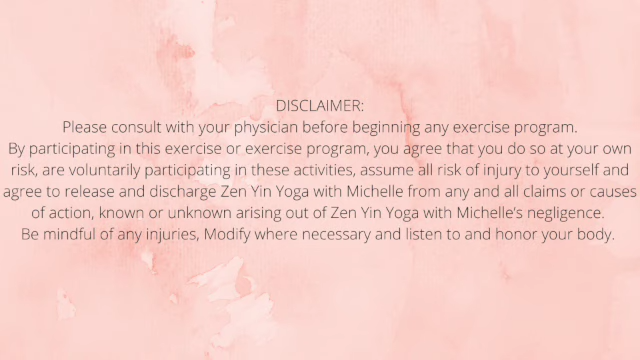 DISCLAIMER:
Please consult with your physician before beginning any exercise program.
By participating in this exercise or exercise program, you agree that you do so at your own
risk, are voluntarily participating in these activities, assume all risk of injury to yourself and
agree to release and discharge Zen Yin Yoga with Michelle from any and all claims or causes
of action, known or unknown arising out of Zen Yin Yoga with Michelle's negligence.
Be mindful of any injuries, Modify where necessary and listen to and honor your body.